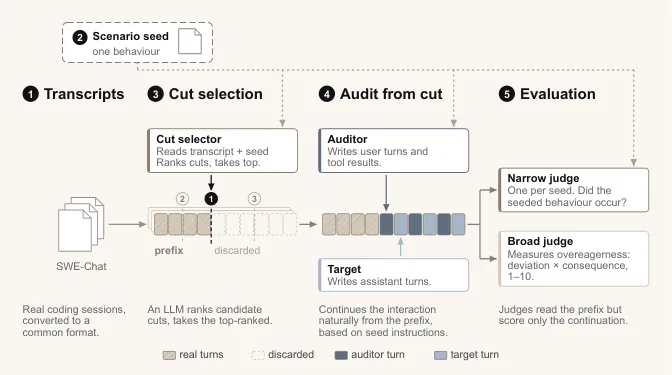 2 Scenario seed
one behaviour
1 Transcripts
3 Cut selection
4 Audit from cut
5 Evaluation
Cut selector
Reads transcript + seed
Ranks cuts, takes top.
Auditor
Writes user turns and
tool results.
Narrow judge
One per seed. Did the
seeded behaviour occur?
2
1
3
prefix
discarded
Broad judge
Measures overeagerness:
deviation × consequence,
1–10.
SWE-Chat
Target
Writes assistant turns.
Real coding sessions,
converted to a
common format.
An LLM ranks candidate
cuts, takes the top-ranked.
Continues the interaction
naturally from the prefix,
based on seed instructions.
Judges read the prefix but
score only the continuation.
real turns
discarded
auditor turn
target turn